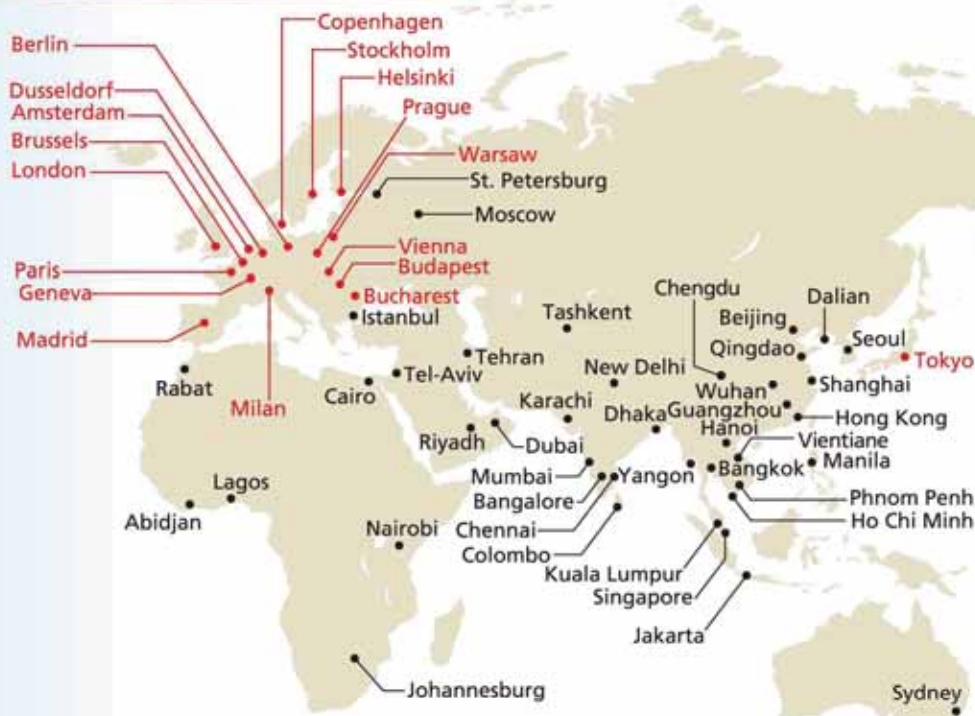 Copenhagen
Berlin
Stockholm
Helsinki
Dusseldorf
Prague
Amsterdam
Brussels
Warsaw
London
St. Petersburg
Moscow
Vienna
Paris
Budapest
Geneva
Chengdu
Dalian
Bucharest
Istanbul
Tashkent
Beijing
Madrid
Seoul
Qingdao
Tehran
Tokyo
New Delhi
Tel-Aviv
Rabat
Cairo
Wuhan
Shanghai
Milan
Karachi
Dhaka
Guangzhou
Hong Kong
Hanoi
Riyadh
Dubai
Vientiane
Mumbai
Yangon
Bangkok
Manila
Lagos
Bangalore
Phnom Penh
Abidjan
Nairobi
Chennai
Ho Chi Minh
Colombo
Kuala Lumpur
Singapore
Jakarta
Johannesburg
Sydney